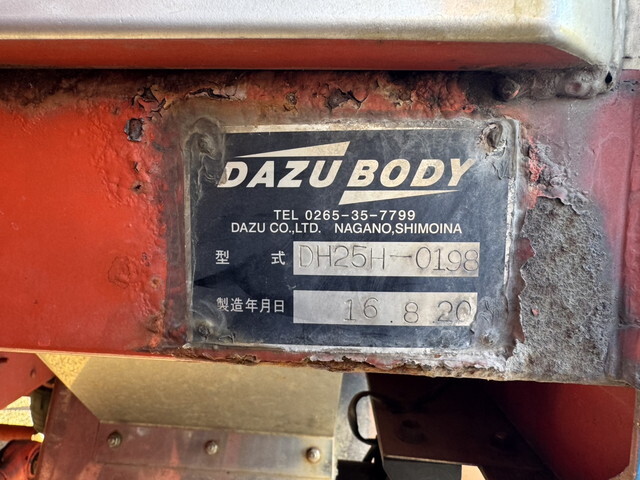 DAZU BODY
TEL 0265-35-7799
DAZU CO.,LTD. NAGANO,SHIMOINA
型 式 DH25H-0198
製造年月日 16.8.20